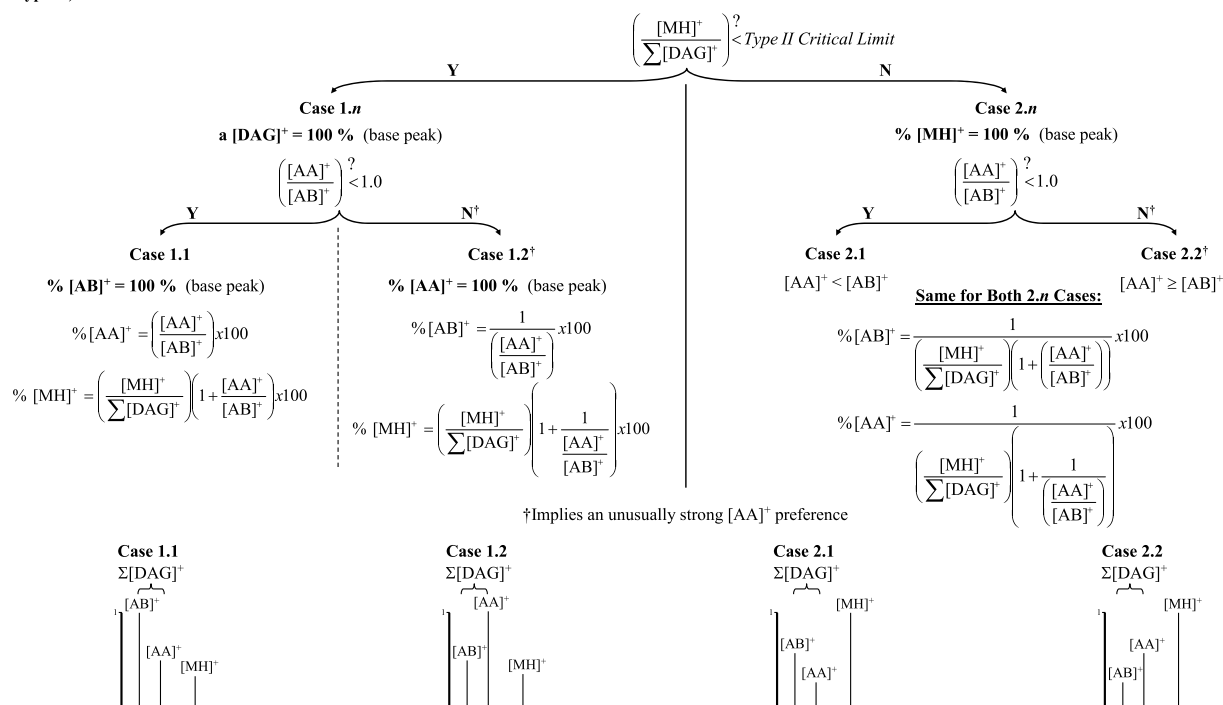 ([MH]⁺ / ∑[DAG]⁺) ?< Type II Critical Limit
Y
N
Case 1.n
a [DAG]⁺ = 100 % (base peak)
([AA]⁺ / [AB]⁺) ?< 1.0
Y
N†
Case 1.1
% [AB]⁺ = 100 % (base peak)
%[AA]⁺ = ([AA]⁺ / [AB]⁺)x100
% [MH]⁺ = ([MH]⁺ / ∑[DAG]⁺)(1 + [AA]⁺ / [AB]⁺)x100
Case 1.2†
% [AA]⁺ = 100 % (base peak)
%[AB]⁺ = 1 / ([AA]⁺ / [AB]⁺) x100
% [MH]⁺ = ([MH]⁺ / ∑[DAG]⁺)(1 + 1 / ([AA]⁺ / [AB]⁺))x100
Case 2.n
% [MH]⁺ = 100 % (base peak)
([AA]⁺ / [AB]⁺) ?< 1.0
Y
N†
Case 2.1
[AA]⁺ < [AB]⁺
Case 2.2†
[AA]⁺ ≥ [AB]⁺
Same for Both 2.n Cases:
%[AB]⁺ = 1 / (([MH]⁺ / ∑[DAG]⁺)(1 + ([AA]⁺ / [AB]⁺))) x100
%[AA]⁺ = 1 / (([MH]⁺ / ∑[DAG]⁺)(1 + 1 / ([AA]⁺ / [AB]⁺))) x100
†Implies an unusually strong [AA]⁺ preference
Case 1.1
Σ[DAG]⁺
[AB]⁺
1
[AA]⁺
[MH]⁺
Case 1.2
Σ[DAG]⁺
[AA]⁺
1
[AB]⁺
[MH]⁺
Case 2.1
Σ[DAG]⁺
[MH]⁺
1
[AB]⁺
[AA]⁺
Case 2.2
Σ[DAG]⁺
[MH]⁺
1
[AA]⁺
[AB]⁺